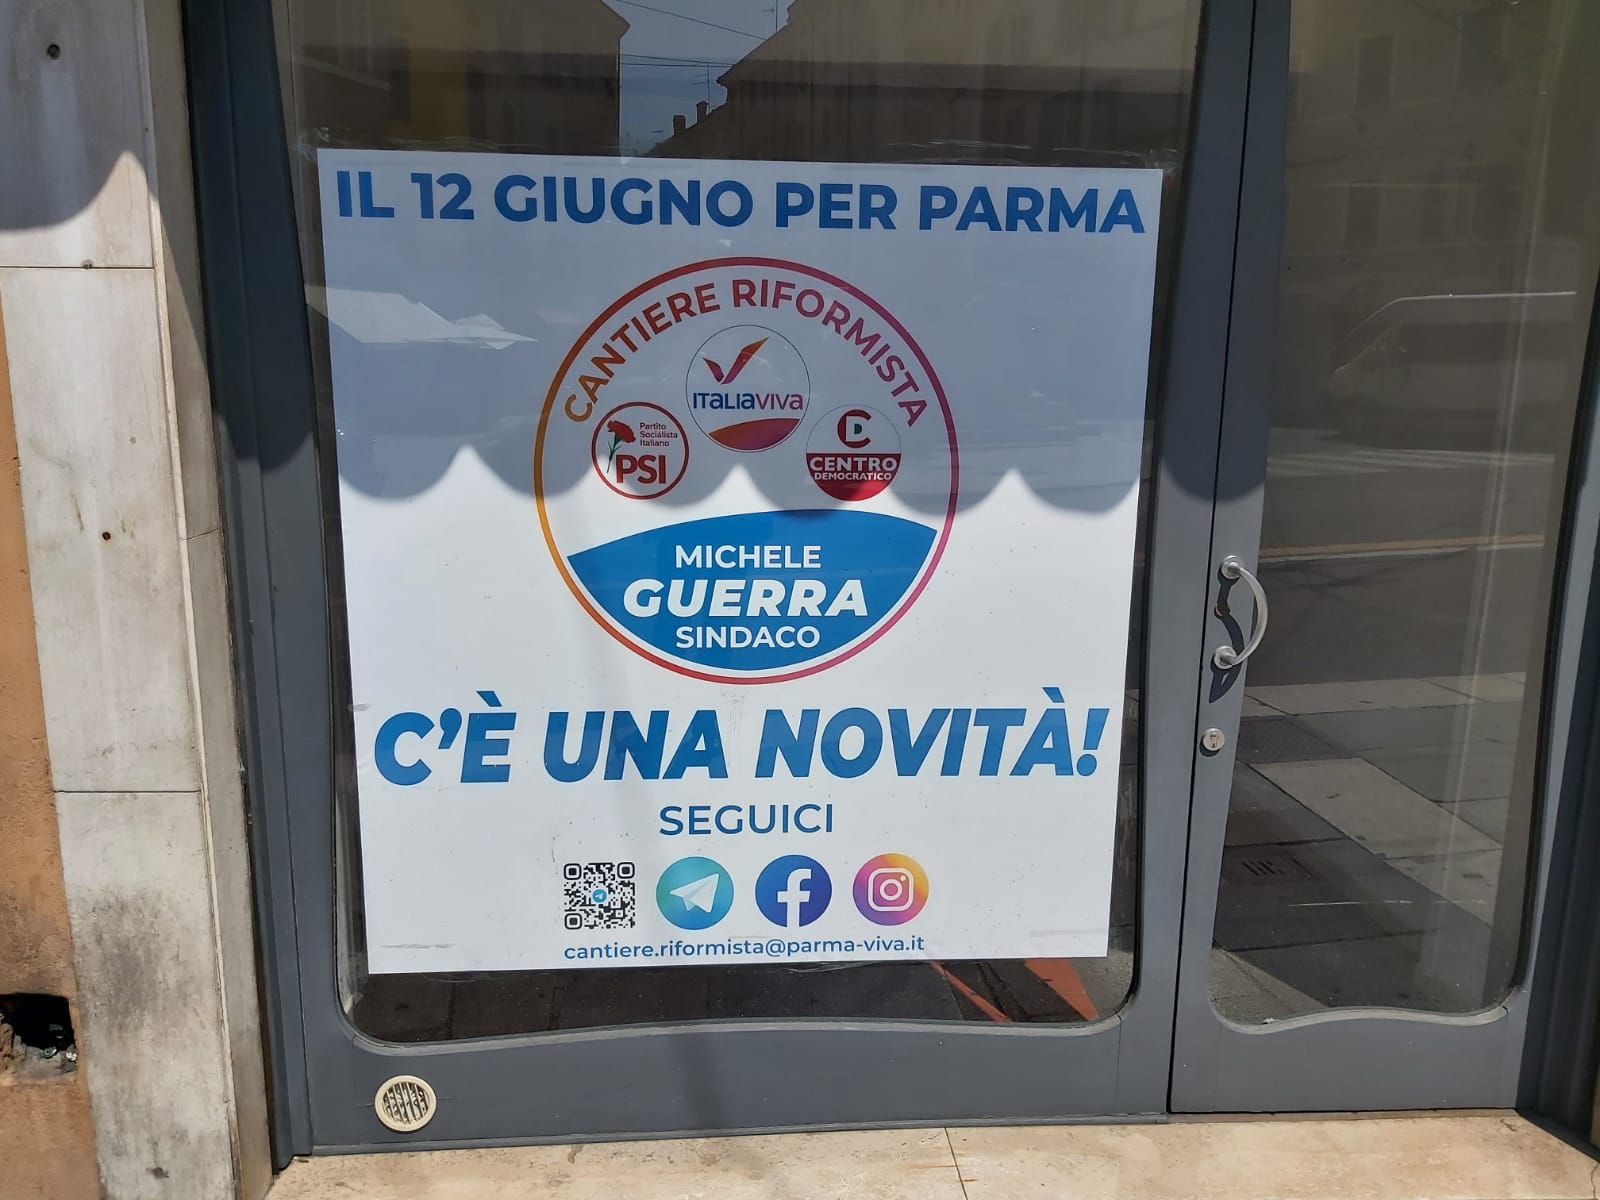 IL 12 GIUGNO PER PARMA
CANTIERE RIFORMISTA
ITALIAVIVA
Partito
Socialista
Italiano
PSI
CD
CENTRO
DEMOCRATICO
MICHELE
GUERRA
SINDACO
C'È UNA NOVITÀ!
SEGUICI
cantiere.riformista@parma-viva.it